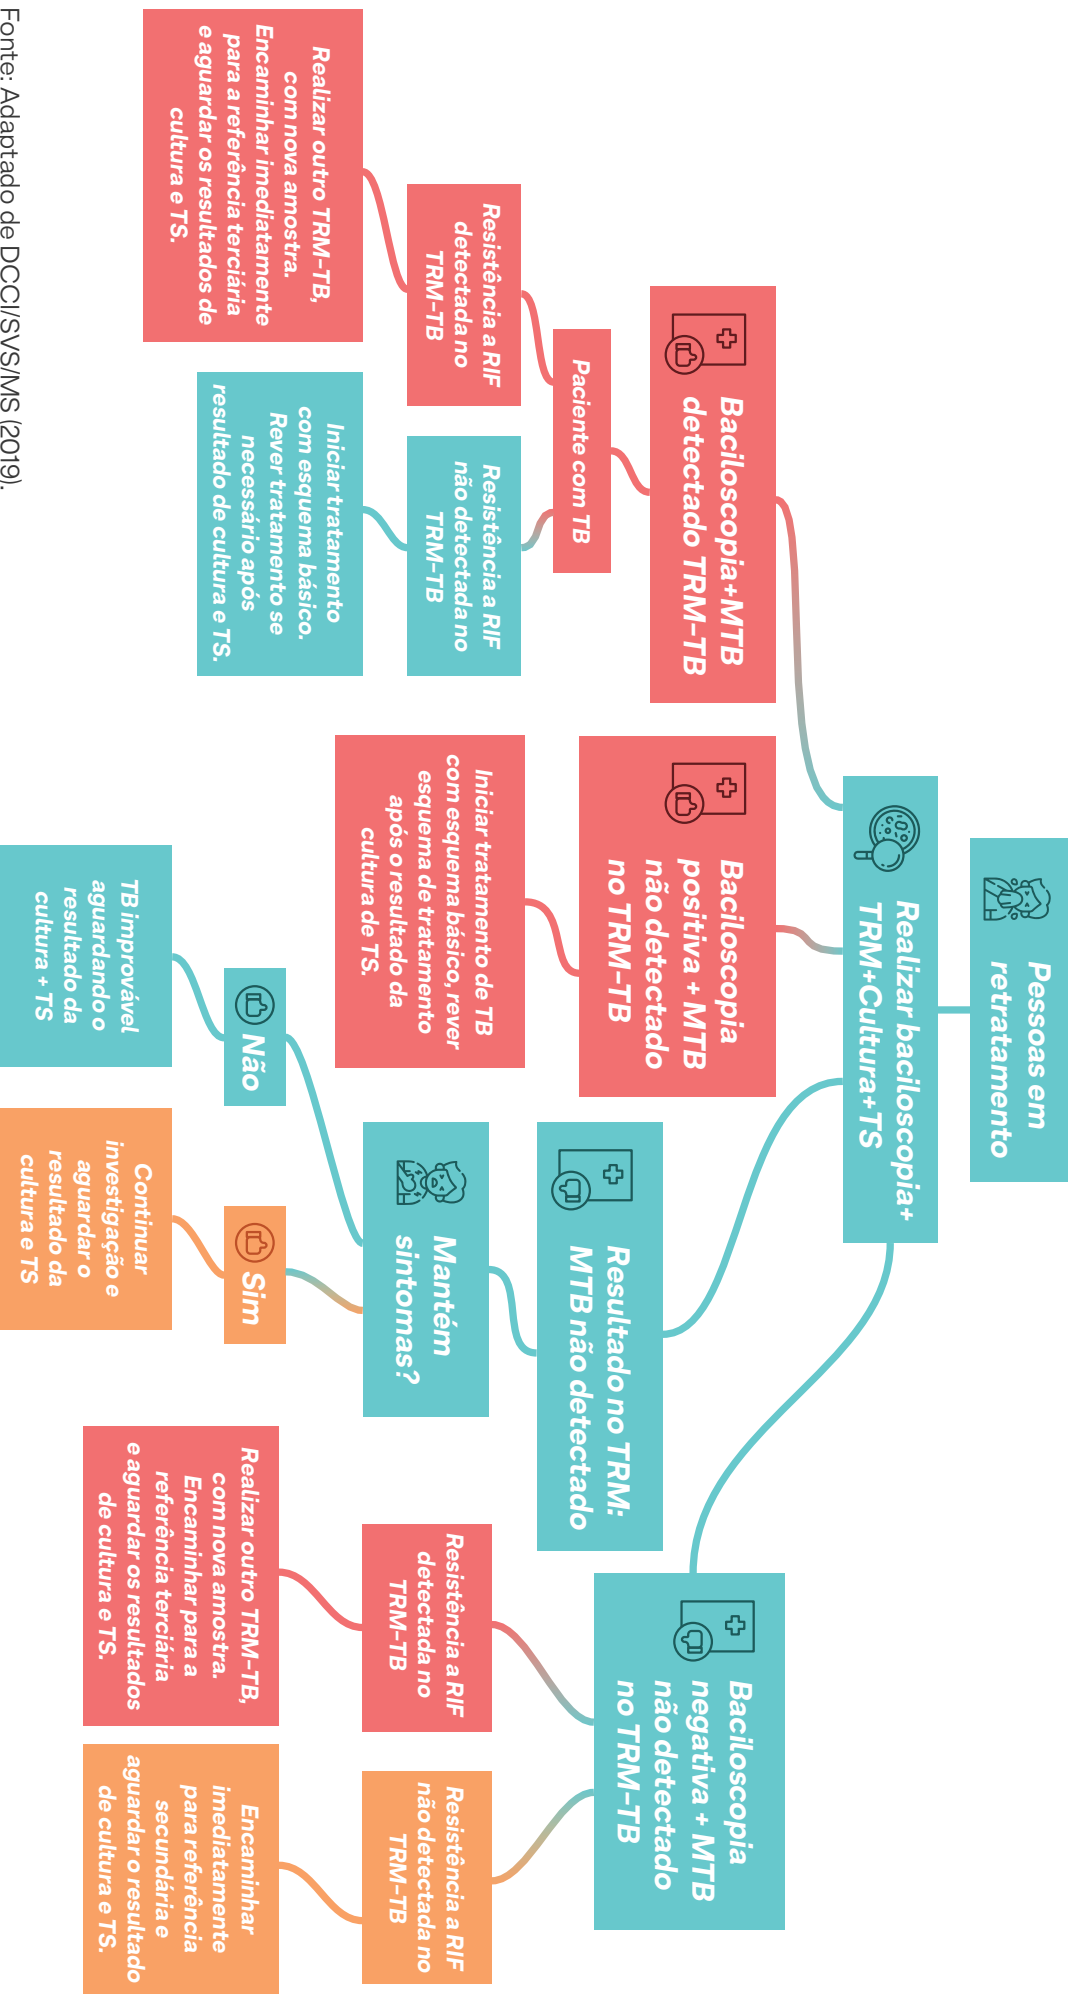 Pessoas em
retratamento
Realizar baciloscopia+
TRM+Cultura+TS
Baciloscopia+MTB
detectado TRM-TB
Paciente com TB
Resistência a RIF
detectada no
TRM-TB
Realizar outro TRM-TB,
com nova amostra.
Encaminhar imediatamente
para a referência terciária
e aguardar os resultados de
cultura e TS.
Resistência a RIF
não detectada no
TRM-TB
Iniciar tratamento
com esquema básico.
Rever tratamento se
necessário após
resultado de cultura e TS.
Baciloscopia
positiva + MTB
não detectado
no TRM-TB
Iniciar tratamento de TB
com esquema básico, rever
esquema de tratamento
após o resultado da
cultura de TS.
Resultado no TRM:
MTB não detectado
Mantém
sintomas?
Não
TB improvável
aguardando o
resultado da
cultura + TS
Sim
Continuar
investigação e
aguardar o
resultado da
cultura e TS
Baciloscopia
negativa + MTB
não detectado
no TRM-TB
Resistência a RIF
detectada no
TRM-TB
Realizar outro TRM-TB,
com nova amostra.
Encaminhar para a
referência terciária
e aguardar os resultados
de cultura e TS.
Resistência a RIF
não detectada no
TRM-TB
Encaminhar
imediatamente
para referência
secundária e
aguardar o resultado
de cultura e TS.
Fonte: Adaptado de DCCI/SVS/MS (2019).